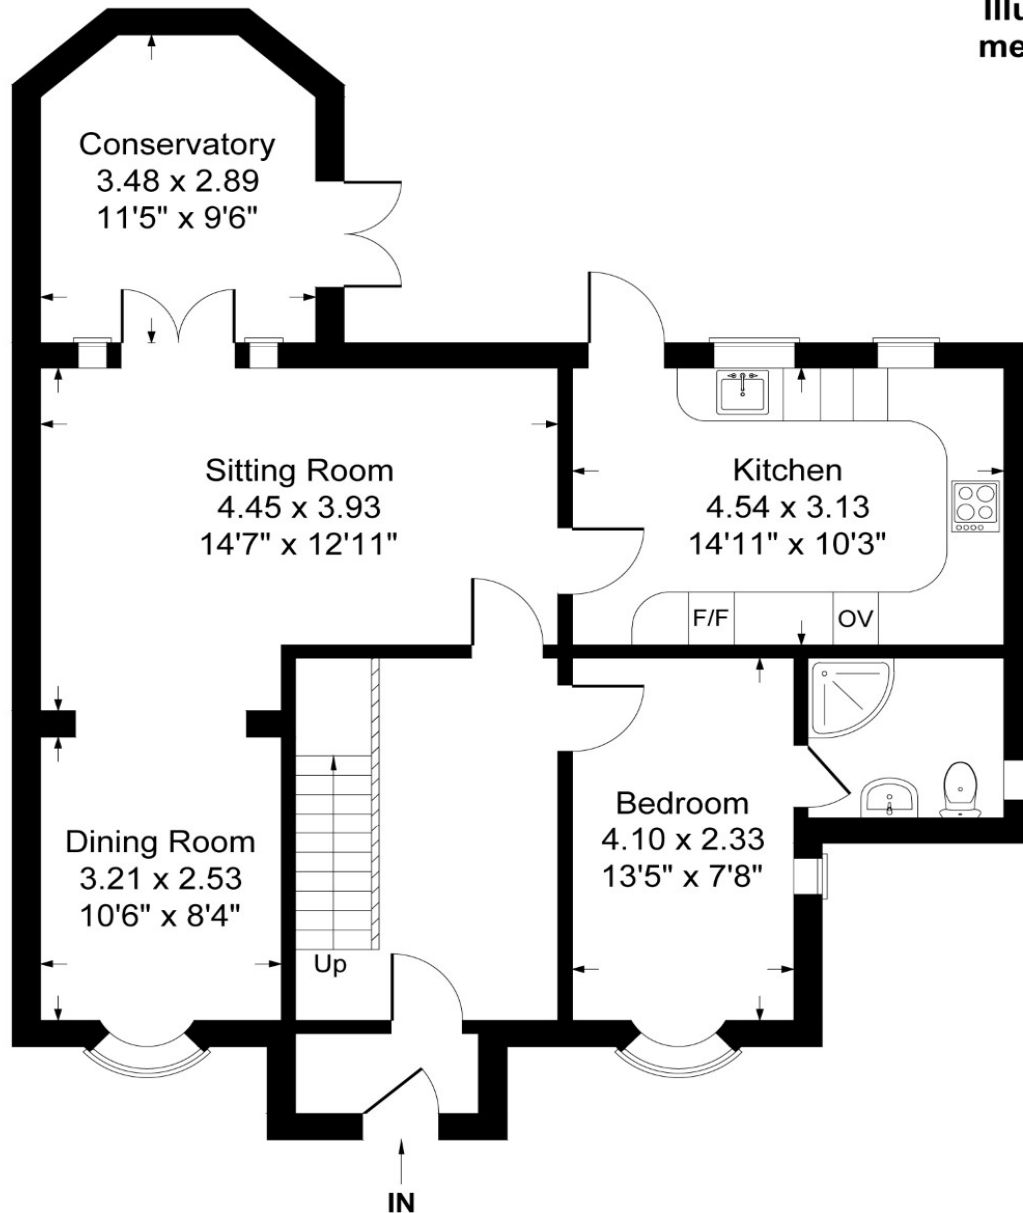 Conservatory
3.48 x 2.89
11'5" x 9'6"
Sitting Room
4.45 x 3.93
14'7" x 12'11"
Kitchen
4.54 x 3.13
14'11" x 10'3"
F/F
OV
Bedroom
4.10 x 2.33
13'5" x 7'8"
Dining Room
3.21 x 2.53
10'6" x 8'4"
Up
IN